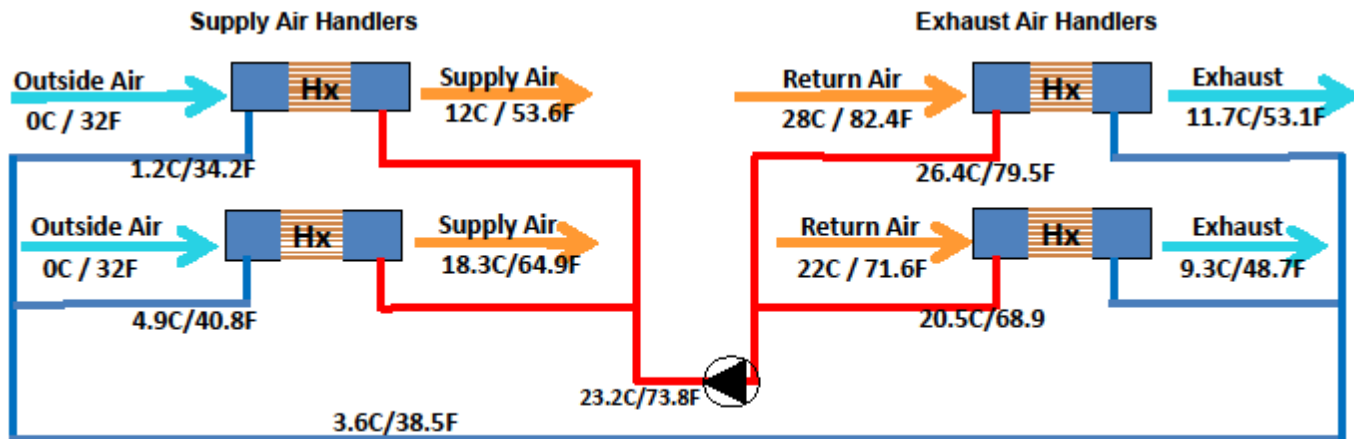 Supply Air Handlers
Exhaust Air Handlers
Outside Air
Hx
Supply Air
0C / 32F
12C / 53.6F
1.2C/34.2F
Return Air
Hx
Exhaust
28C / 82.4F
11.7C/53.1F
26.4C/79.5F
Outside Air
Hx
Supply Air
0C / 32F
18.3C/64.9F
4.9C/40.8F
Return Air
Hx
Exhaust
22C / 71.6F
9.3C/48.7F
20.5C/68.9
23.2C/73.8F
3.6C/38.5F